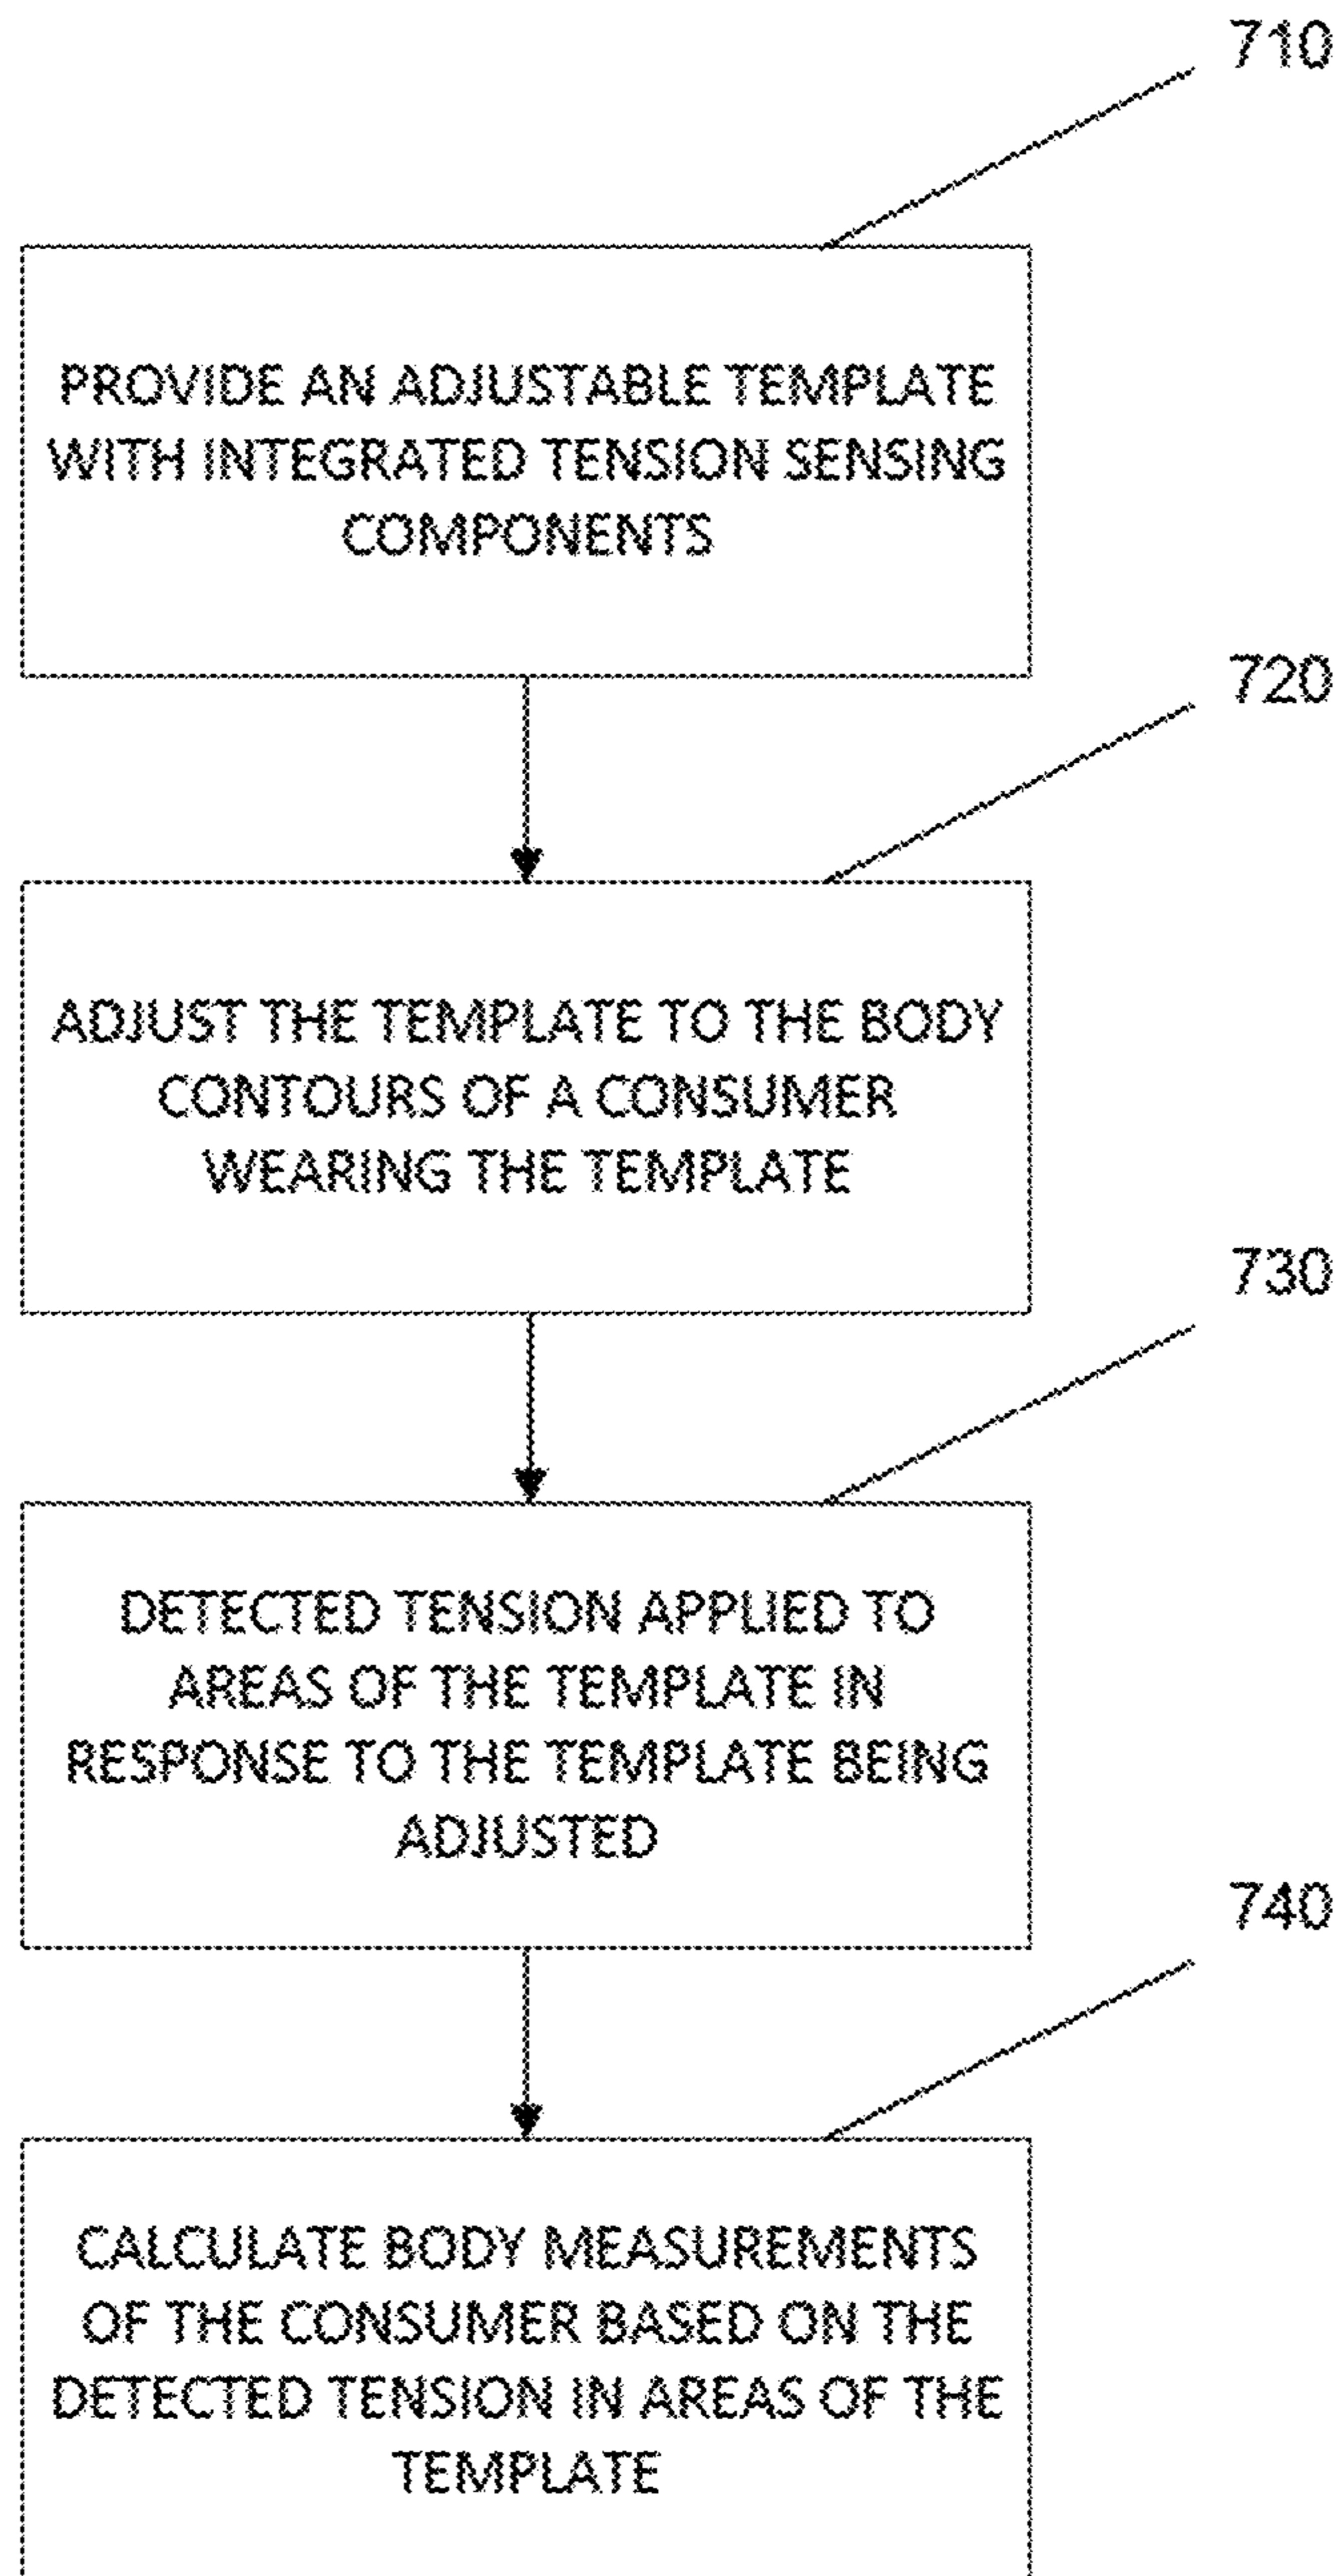 710
PROVIDE AN ADJUSTABLE TEMPLATE
WITH INTEGRATED TENSION SENSING
COMPONENTS
720
ADJUST THE TEMPLATE TO THE BODY
CONTOURS OF A CONSUMER
WEARING THE TEMPLATE
730
DETECTED TENSION APPLIED TO
AREAS OF THE TEMPLATE IN
RESPONSE TO THE TEMPLATE BEING
ADJUSTED
740
CALCULATE BODY MEASUREMENTS
OF THE CONSUMER BASED ON THE
DETECTED TENSION IN AREAS OF THE
TEMPLATE